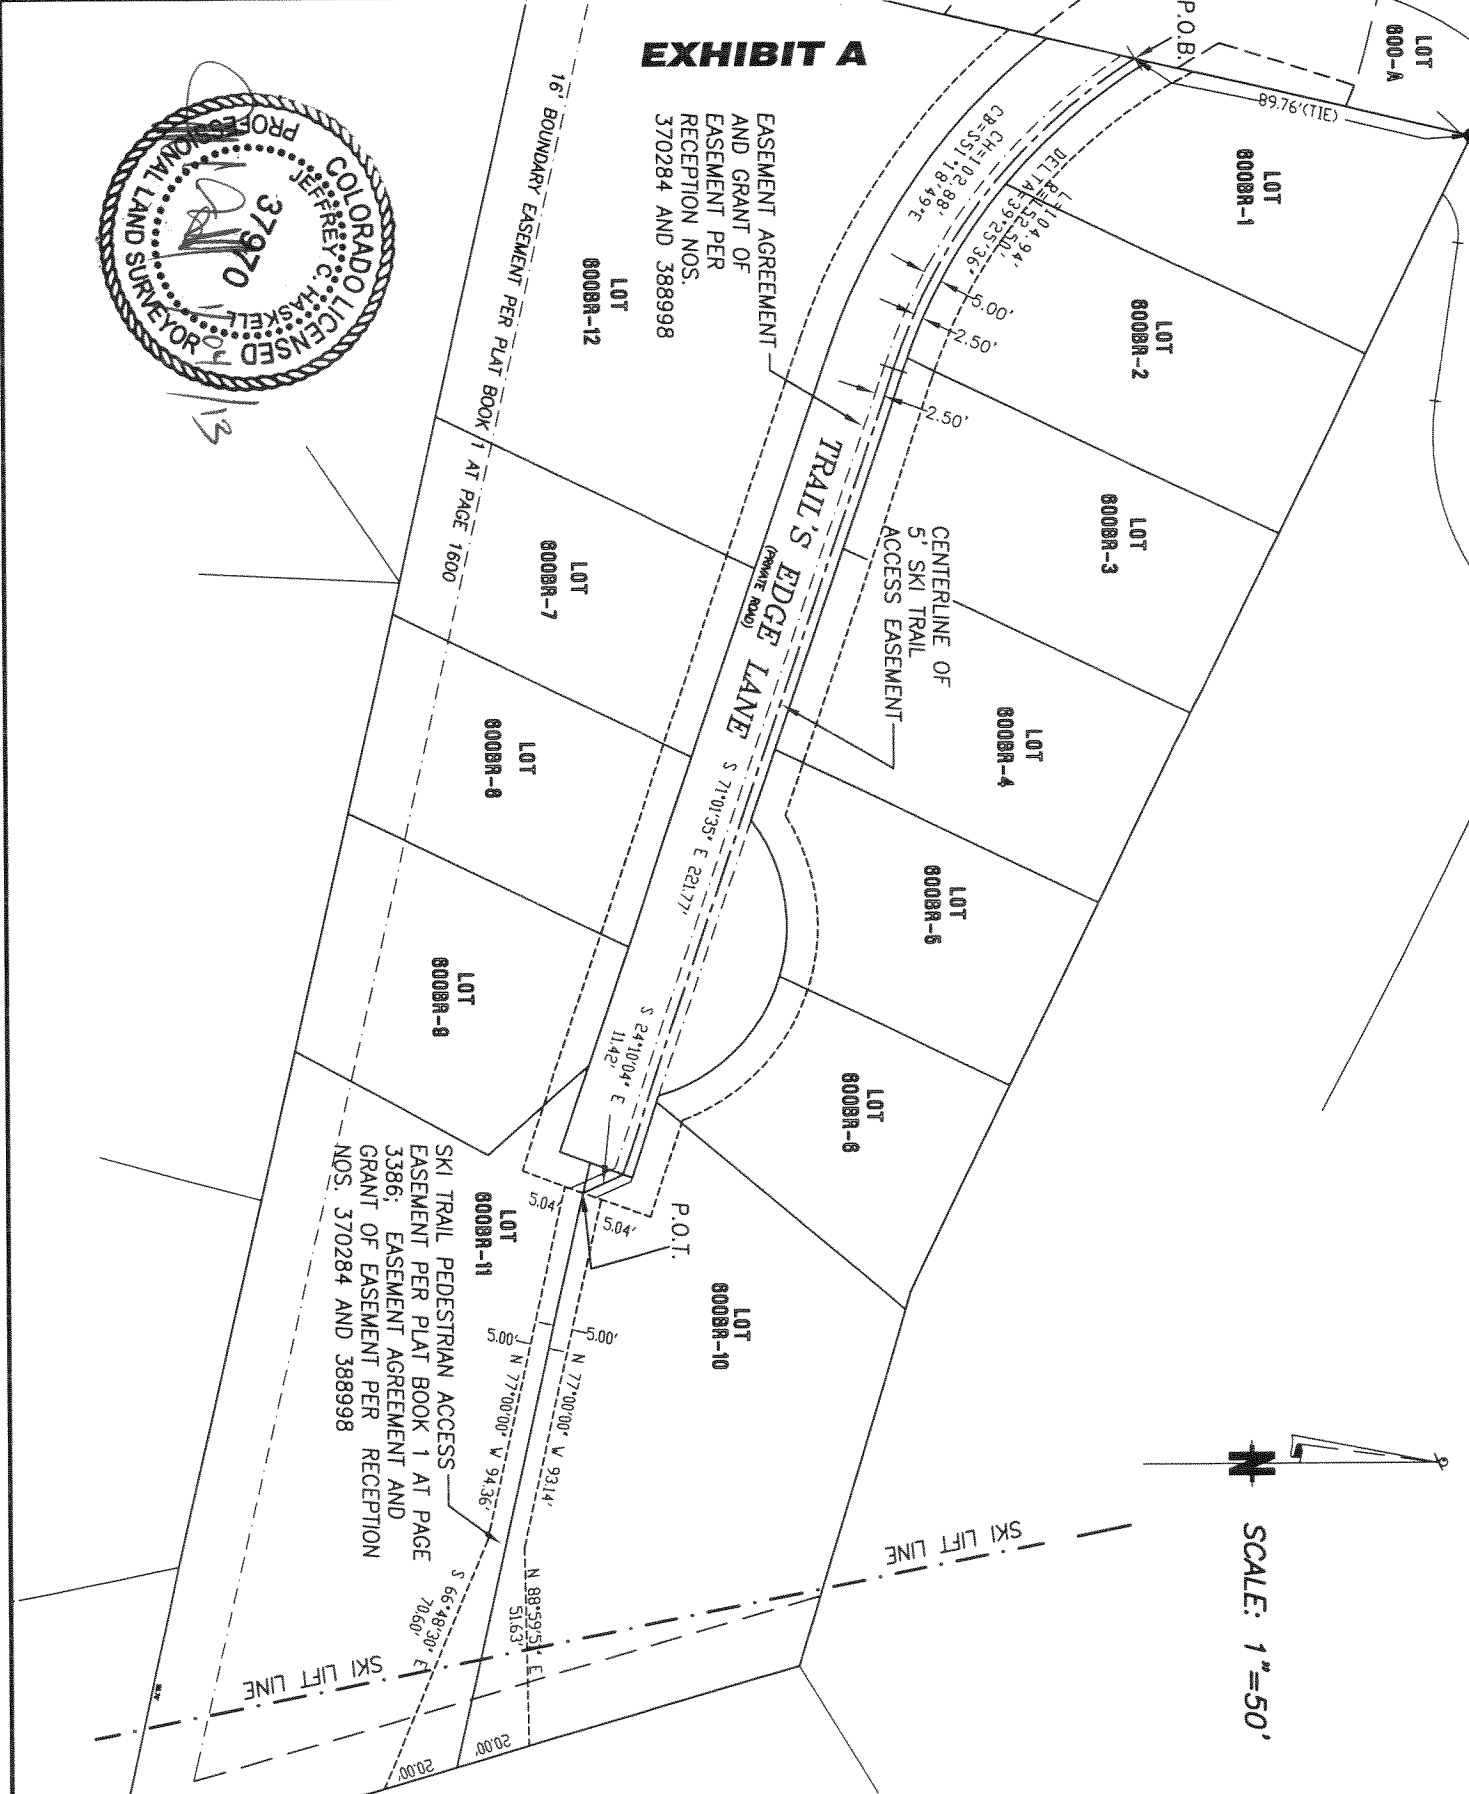 EXHIBIT A
LOT
600-A
P.O.B.
89.76'(TIE)
LOT
600BR-1
LOT
600BR-2
LOT
600BR-3
LOT
600BR-4
LOT
600BR-5
LOT
600BR-6
DELTA=39°25'36"
L=104.94'
CH=102.88'
CB=S51°18'49"E
5.00'
2.50'
2.50'
EASEMENT AGREEMENT
AND GRANT OF
EASEMENT PER
RECEPTION NOS.
370284 AND 388998
16' BOUNDARY EASEMENT PER PLAT BOOK 1 AT PAGE 1600
LOT
600BR-12
LOT
600BR-7
LOT
600BR-8
LOT
600BR-9
TRAIL'S EDGE LANE
(PRIVATE ROAD)
CENTERLINE OF
5' SKI TRAIL
ACCESS EASEMENT
S 71°01'35" E 221.77'
S 24°10'04" E
11.42'
P.O.T.
5.04'
5.04'
LOT
600BR-10
LOT
600BR-11
5.00'
5.00'
N 77°00'00" W 93.14'
N 77°00'00" W 94.36'
N 88°59'51" E
51.63'
S 66°48'30" E
70.60'
20.00'
20.00'
SKI TRAIL PEDESTRIAN ACCESS
EASEMENT PER PLAT BOOK 1 AT PAGE
3386; EASEMENT AGREEMENT AND
GRANT OF EASEMENT PER RECEPTION
NOS. 370284 AND 388998
SKI LIFT LINE
SKI LIFT LINE
N
SCALE: 1"=50'
COLORADO LICENSED
JEFFREY C. HASKELL
37970
PROFESSIONAL LAND SURVEYOR